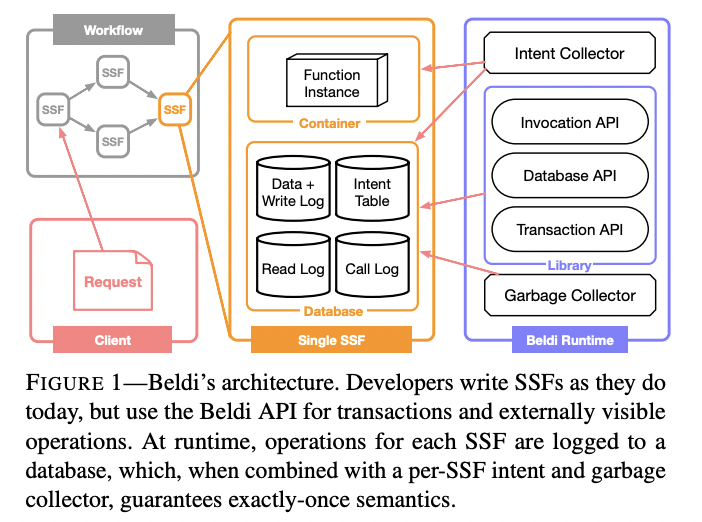 Workflow
SSF
SSF
SSF
SSF
Request
Client
Function
Instance
Container
Data +
Write Log
Intent
Table
Read Log
Call Log
Database
Single SSF
Intent Collector
Invocation API
Database API
Transaction API
Library
Garbage Collector
Beldi Runtime
FIGURE 1—Beldi’s architecture. Developers write SSFs as they do
today, but use the Beldi API for transactions and externally visible
operations. At runtime, operations for each SSF are logged to a
database, which, when combined with a per-SSF intent and garbage
collector, guarantees exactly-once semantics.